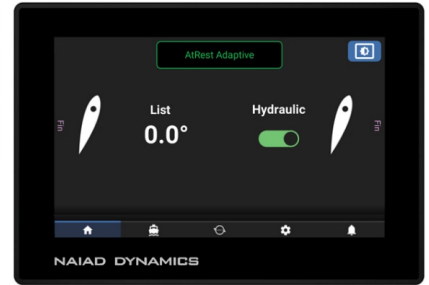 AtRest Adaptive
List
Hydraulic
Fin
0.0°
Fin
NAIAD DYNAMICS